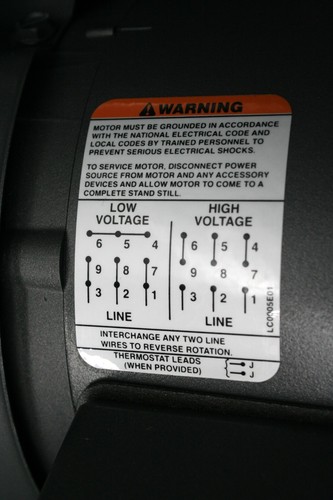 WARNING
MOTOR MUST BE GROUNDED IN ACCORDANCE
WITH THE NATIONAL ELECTRICAL CODE AND
LOCAL CODES BY TRAINED PERSONNEL TO
PREVENT SERIOUS ELECTRICAL SHOCKS.
TO SERVICE MOTOR, DISCONNECT POWER
SOURCE FROM MOTOR AND ANY ACCESSORY
DEVICES AND ALLOW MOTOR TO COME TO A
COMPLETE STAND STILL.
LOW
VOLTAGE
6 5 4
9 8 7
3 2 1
LINE
HIGH
VOLTAGE
6 5 4
9 8 7
3 2 1
LINE
LC0005E01
INTERCHANGE ANY TWO LINE
WIRES TO REVERSE ROTATION.
THERMOSTAT LEADS
(WHEN PROVIDED)
J
J